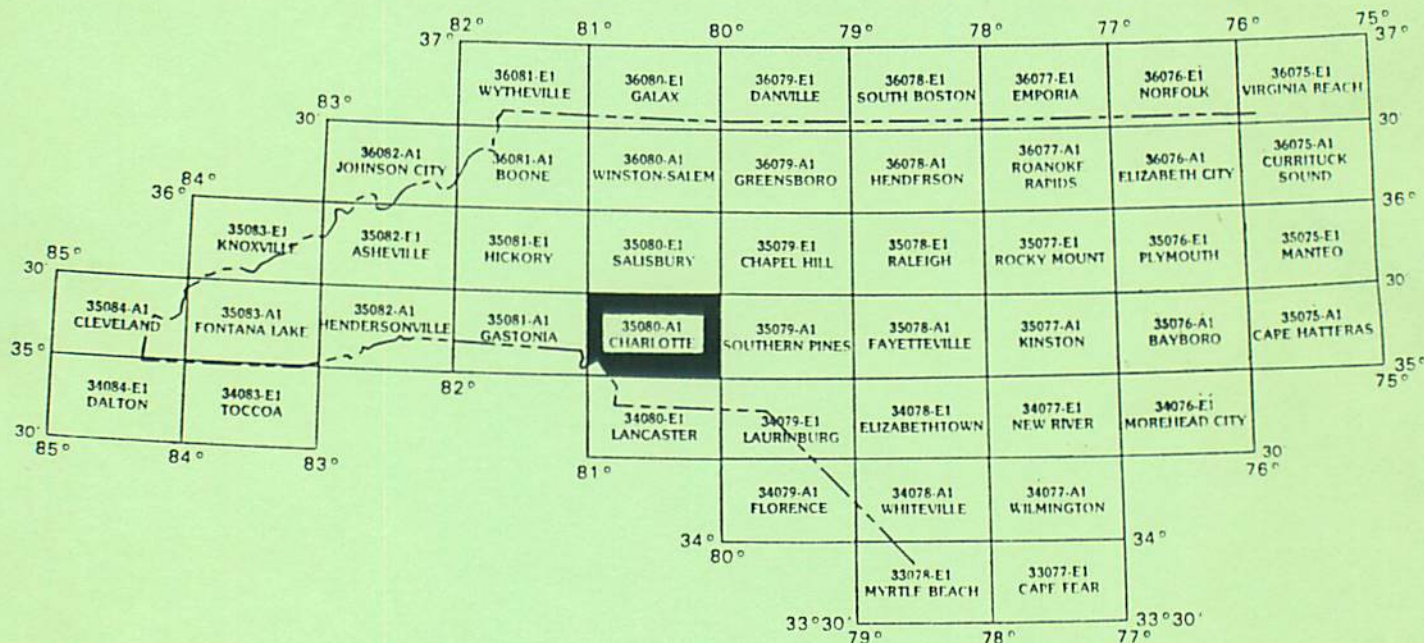 82° 81° 80° 79° 78° 77° 76° 75°
37° 37°
36081-E1 36080-E1 36079-E1 36078-E1 36077-E1 36076-E1 36075-E1
WYTHEVILLE GALAX DANVILLE SOUTH BOSTON EMPORIA NORFOLK VIRGINIA BEACH
83°
30' 30'
36082-A1 36081-A1 36080-A1 36079-A1 36078-A1 36077-A1 36076-A1 36075-A1
JOHNSON CITY BOONE WINSTON-SALEM GREENSBORO HENDERSON ROANOKE RAPIDS ELIZABETH CITY CURRITUCK SOUND
84°
36° 36°
35083-E1 35082-E1 35081-E1 35080-E1 35079-E1 35078-E1 35077-E1 35076-E1 35075-E1
KNOXVILLE ASHEVILLE HICKORY SALISBURY CHAPEL HILL RALEIGH ROCKY MOUNT PLYMOUTH MANTEO
85°
30' 30'
35084-A1 35083-A1 35082-A1 35081-A1 35080-A1 35079-A1 35078-A1 35077-A1 35076-A1 35075-A1
CLEVELAND FONTANA LAKE HENDERSONVILLE GASTONIA CHARLOTTE SOUTHERN PINES FAYETTEVILLE KINSTON BAYBORO CAPE HATTERAS
35° 35°
82° 75°
34084-E1 34083-E1 34080-E1 34079-E1 34078-E1 34077-E1 34076-E1
DALTON TOCCOA LANCASTER LAURINBURG ELIZABETHTOWN NEW RIVER MOREHEAD CITY
30' 30
85° 84° 83° 81° 76°
34079-A1 34078-A1 34077-A1
FLORENCE WHITEVILLE WILMINGTON
34° 34°
80°
33078-E1 33077-E1
MYRTLE BEACH CAPE FEAR
33°30' 33°30'
79° 78° 77°